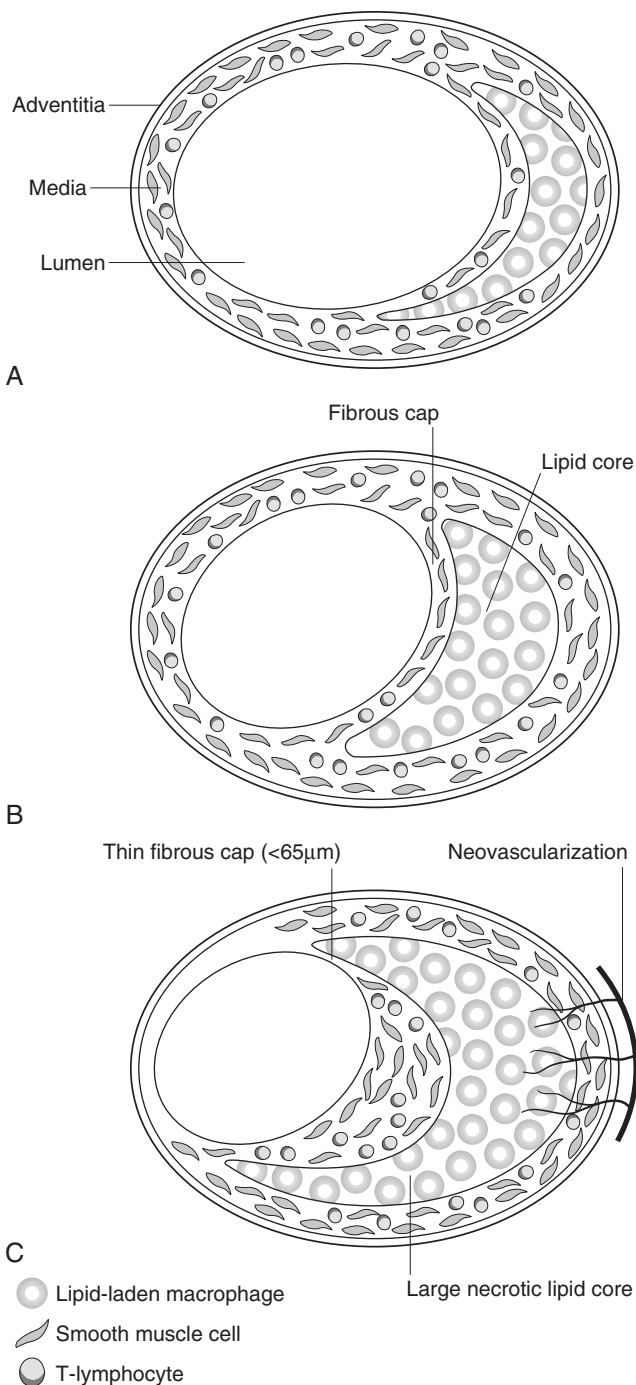 Adventitia
Media
Lumen
A
Fibrous cap
Lipid core
B
Thin fibrous cap (<65μm)
Neovascularization
C
Large necrotic lipid core
Lipid-laden macrophage
Smooth muscle cell
T-lymphocyte